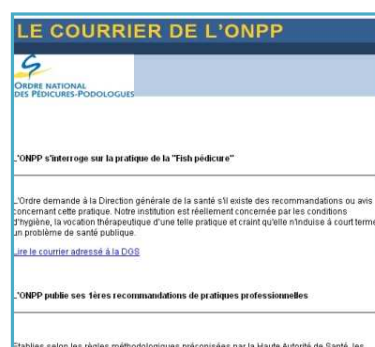 LE COURRIER DE L'ONPP
ORDRE NATIONAL
DES PÉDICURES-PODOLOGUES
L'ONPP s'interroge sur la pratique de la "Fish pédicure"
L'Ordre demande à la Direction générale de la santé s'il existe des recommandations ou avis
concernant cette pratique. Notre institution est réellement concernée par les conditions
d'hygiène, la vocation thérapeutique d'une telle pratique et craint qu'elle n'induise à court terme
un problème de santé publique.
Lire le courrier adressé à la DGS
L'ONPP publie ses 1ères recommandations de pratiques professionnelles
Etablies selon les règles méthodologiques préconisées par la Haute Autorité de Santé, les